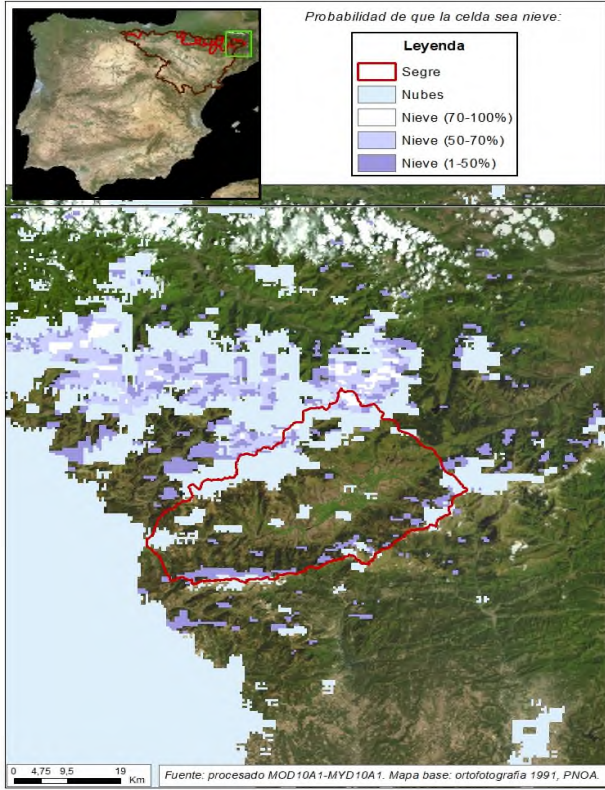 Probabilidad de que la celda sea nieve:
Leyenda
Segre
Nubes
Nieve (70-100%)
Nieve (50-70%)
Nieve (1-50%)
0 4,75 9,5 19
Km
Fuente: procesado MOD10A1-MYD10A1. Mapa base: ortofotografía 1991, PNOA.